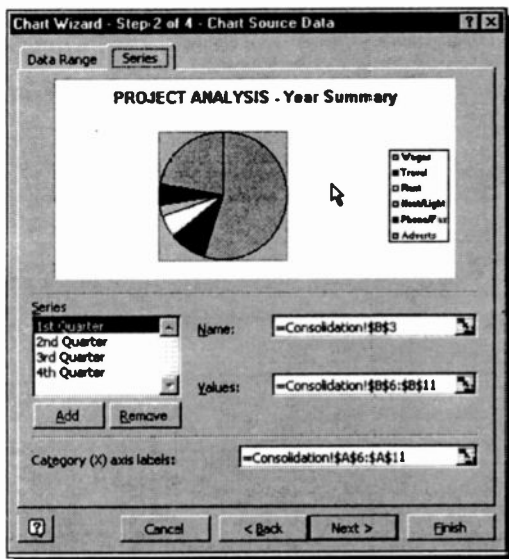 Chart Wizard - Step 2 of 4 - Chart Source Data
Data Range Series
PROJECT ANALYSIS - Year Summary
Wages
Travel
Rent
Heat/Light
Phone/Fax
Adverts
Series
1st Quarter
2nd Quarter
3rd Quarter
4th Quarter
Name: =Consolidation!$B$3
Values: =Consolidation!$B$6:$B$11
Add Remove
Category (X) axis labels: =Consolidation!$A$6:$A$11
Cancel < Back Next > Finish